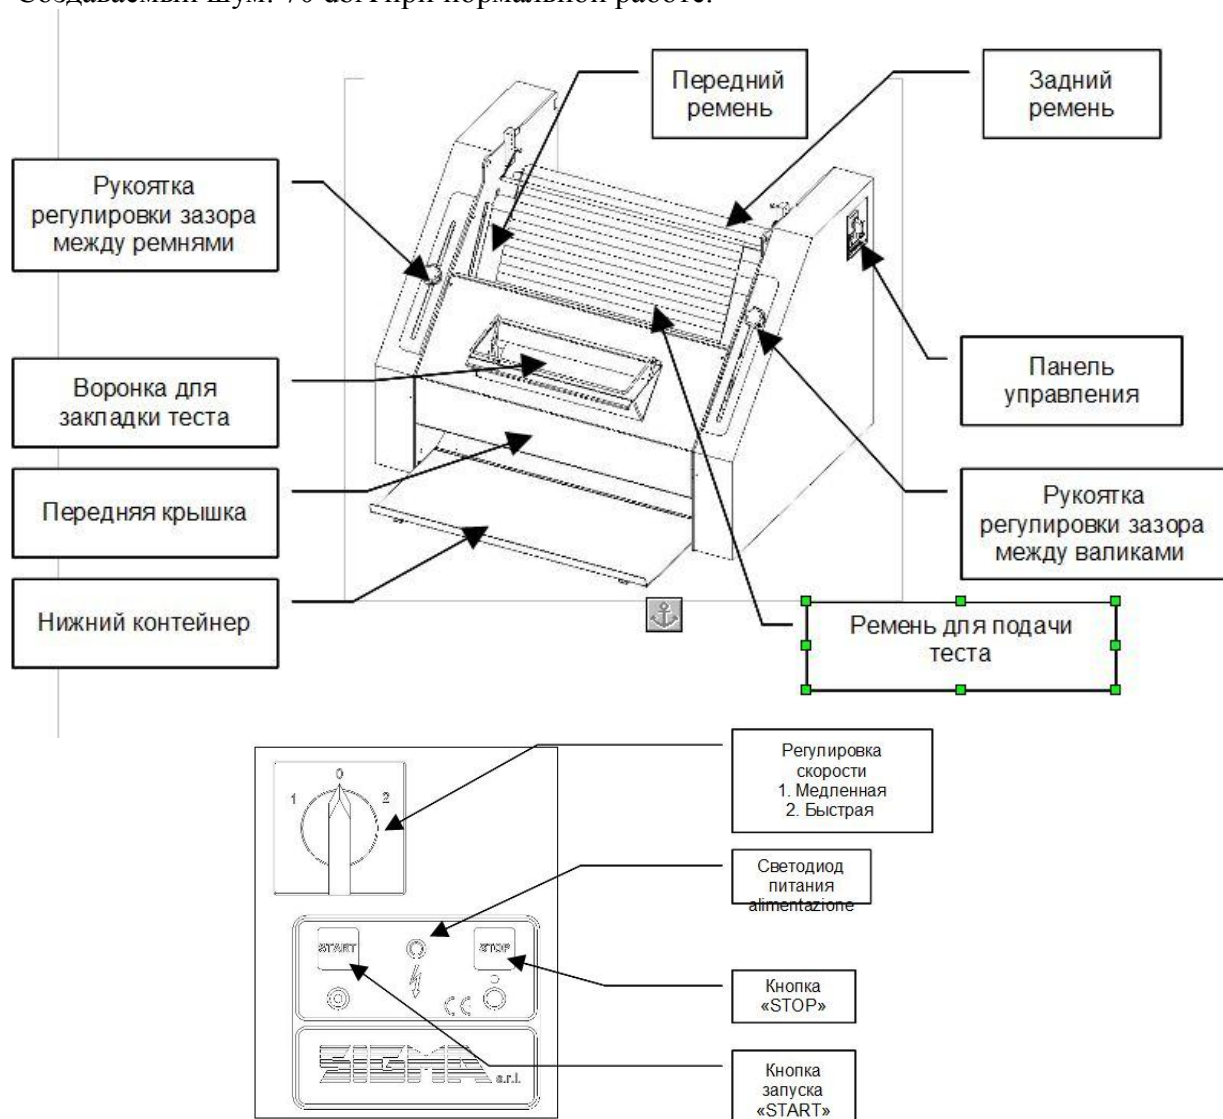 Создаваемый шум: 70 dBA при нормальной работе.
Передний
ремень
Задний
ремень
Рукоятка
регулировки зазора
между ремнями
Воронка для
закладки теста
Панель
управления
Передняя крышка
Рукоятка
регулировки зазора
между валиками
Нижний контейнер
Ремень для подачи
теста
Регулировка
скорости
1. Медленная
2. Быстрая
0
1
2
Светодиод
питания
alimentazione
START
STOP
CE
Кнопка
«STOP»
SIGMA s.r.l.
Кнопка
запуска
«START»